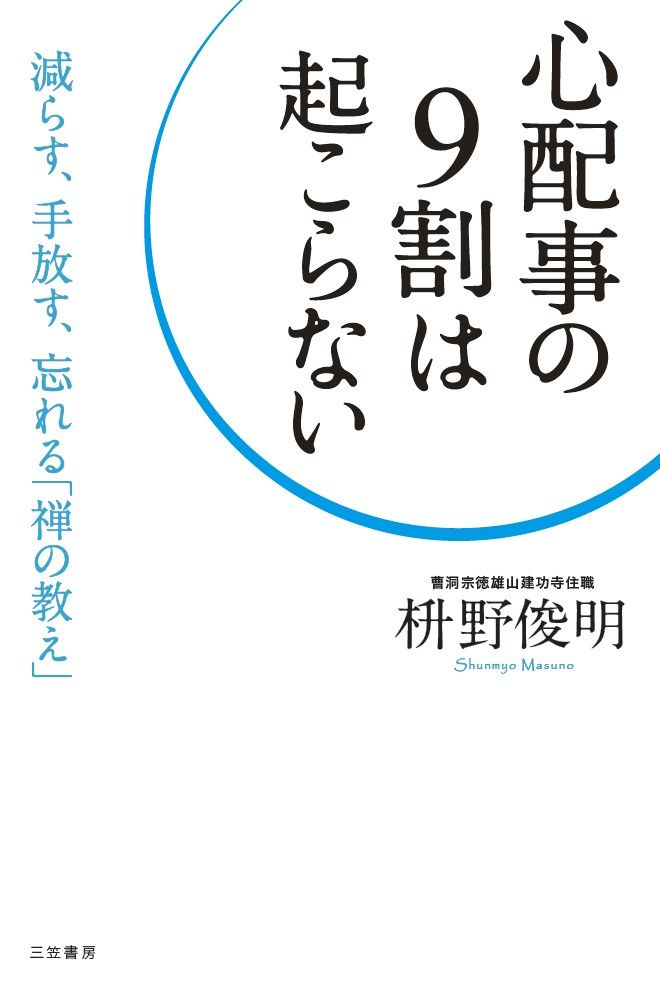 心配事の
9割は
起こらない
減らす、手放す、忘れる「禅の教え」
曹洞宗徳雄山建功寺住職
枡野俊明
Shunmyo Masuno
三笠書房